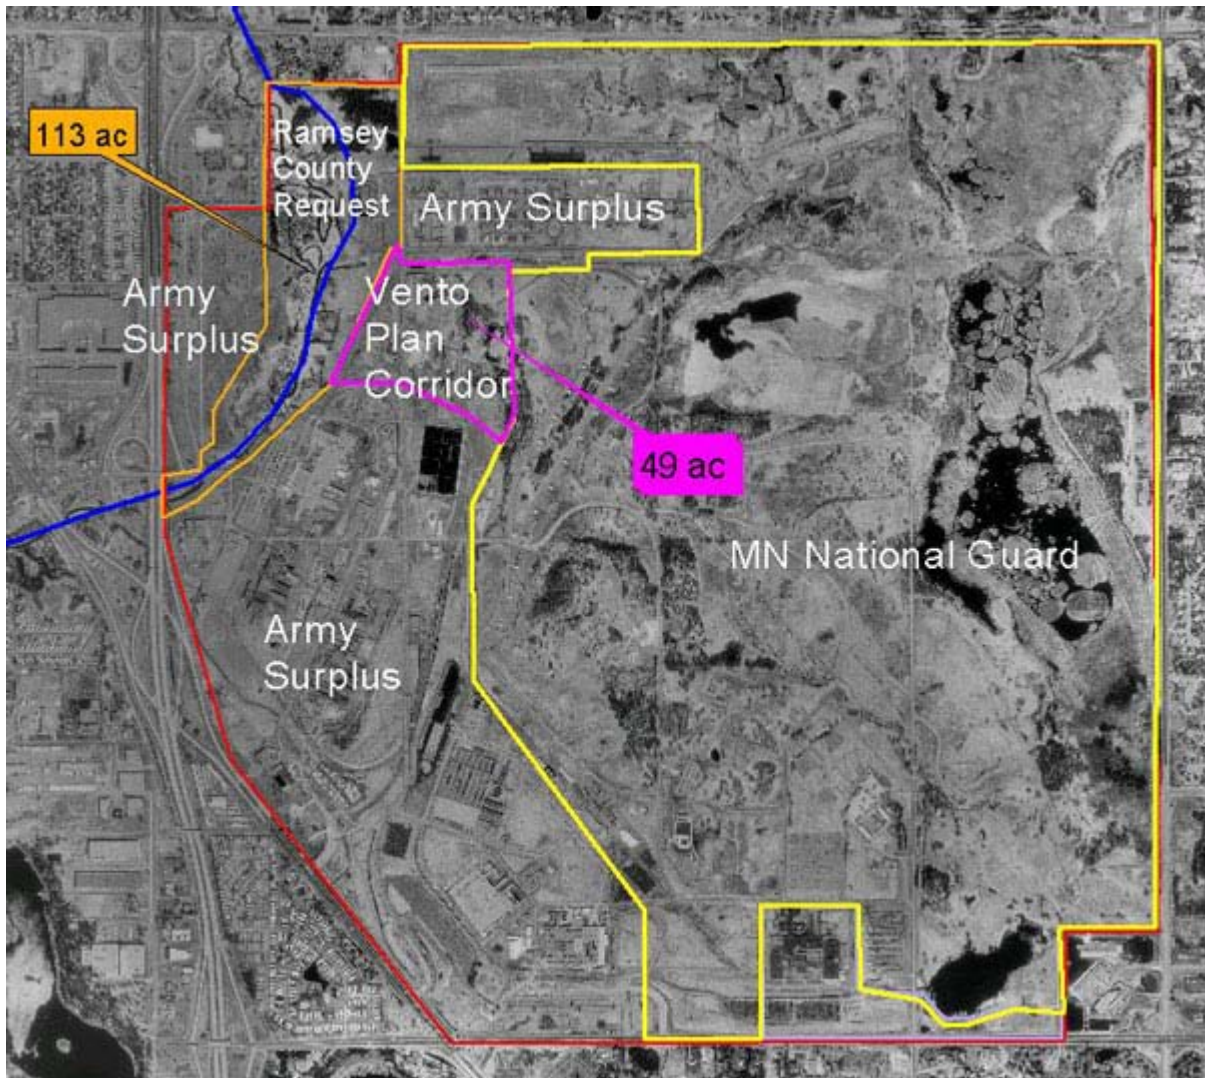 113 ac
Ramsey
County
Request
Army Surplus
Army
Surplus
Vento
Plan
Corridor
49 ac
MN National Guard
Army
Surplus